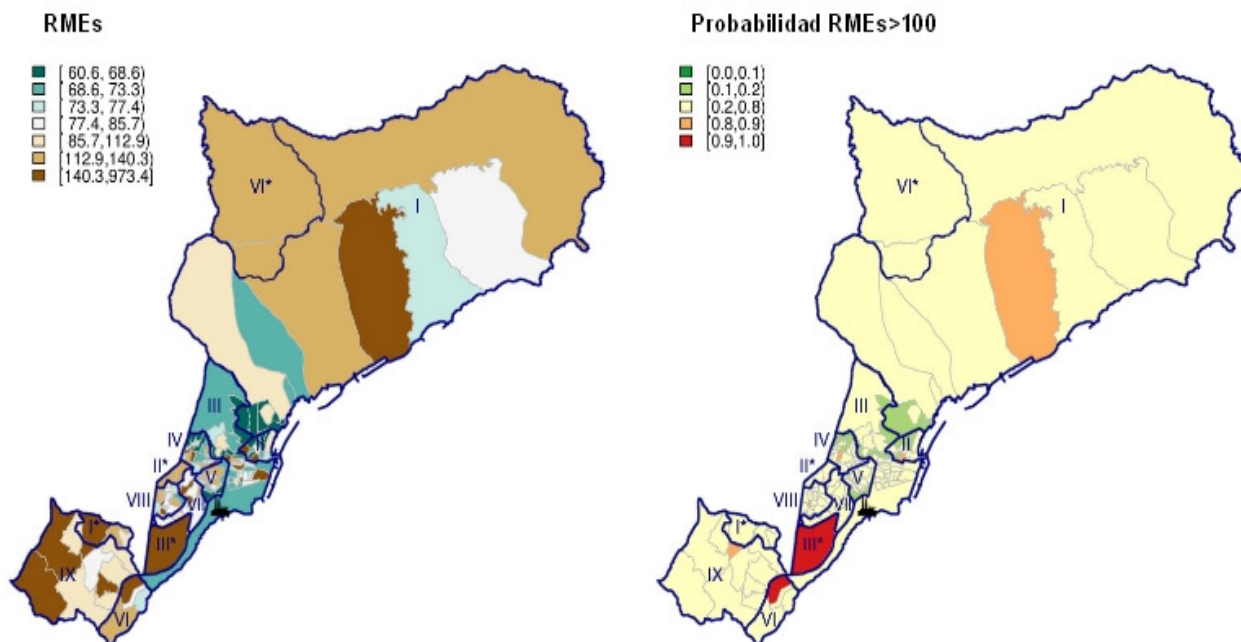 RMEs
[ 60.6, 68.6)
[ 68.6, 73.3)
[ 73.3, 77.4)
[ 77.4, 85.7)
[ 85.7,112.9)
[112.9,140.3)
[140.3,973.4]
VI*
I
III
IV
II
II*
V
VIII
VII
I*
III*
IX
VI
Probabilidad RMEs>100
[0.0,0.1)
[0.1,0.2)
[0.2,0.8)
[0.8,0.9)
[0.9,1.0]
VI*
I
III
IV
II
II*
V
VIII
VII
I*
III*
IX
VI